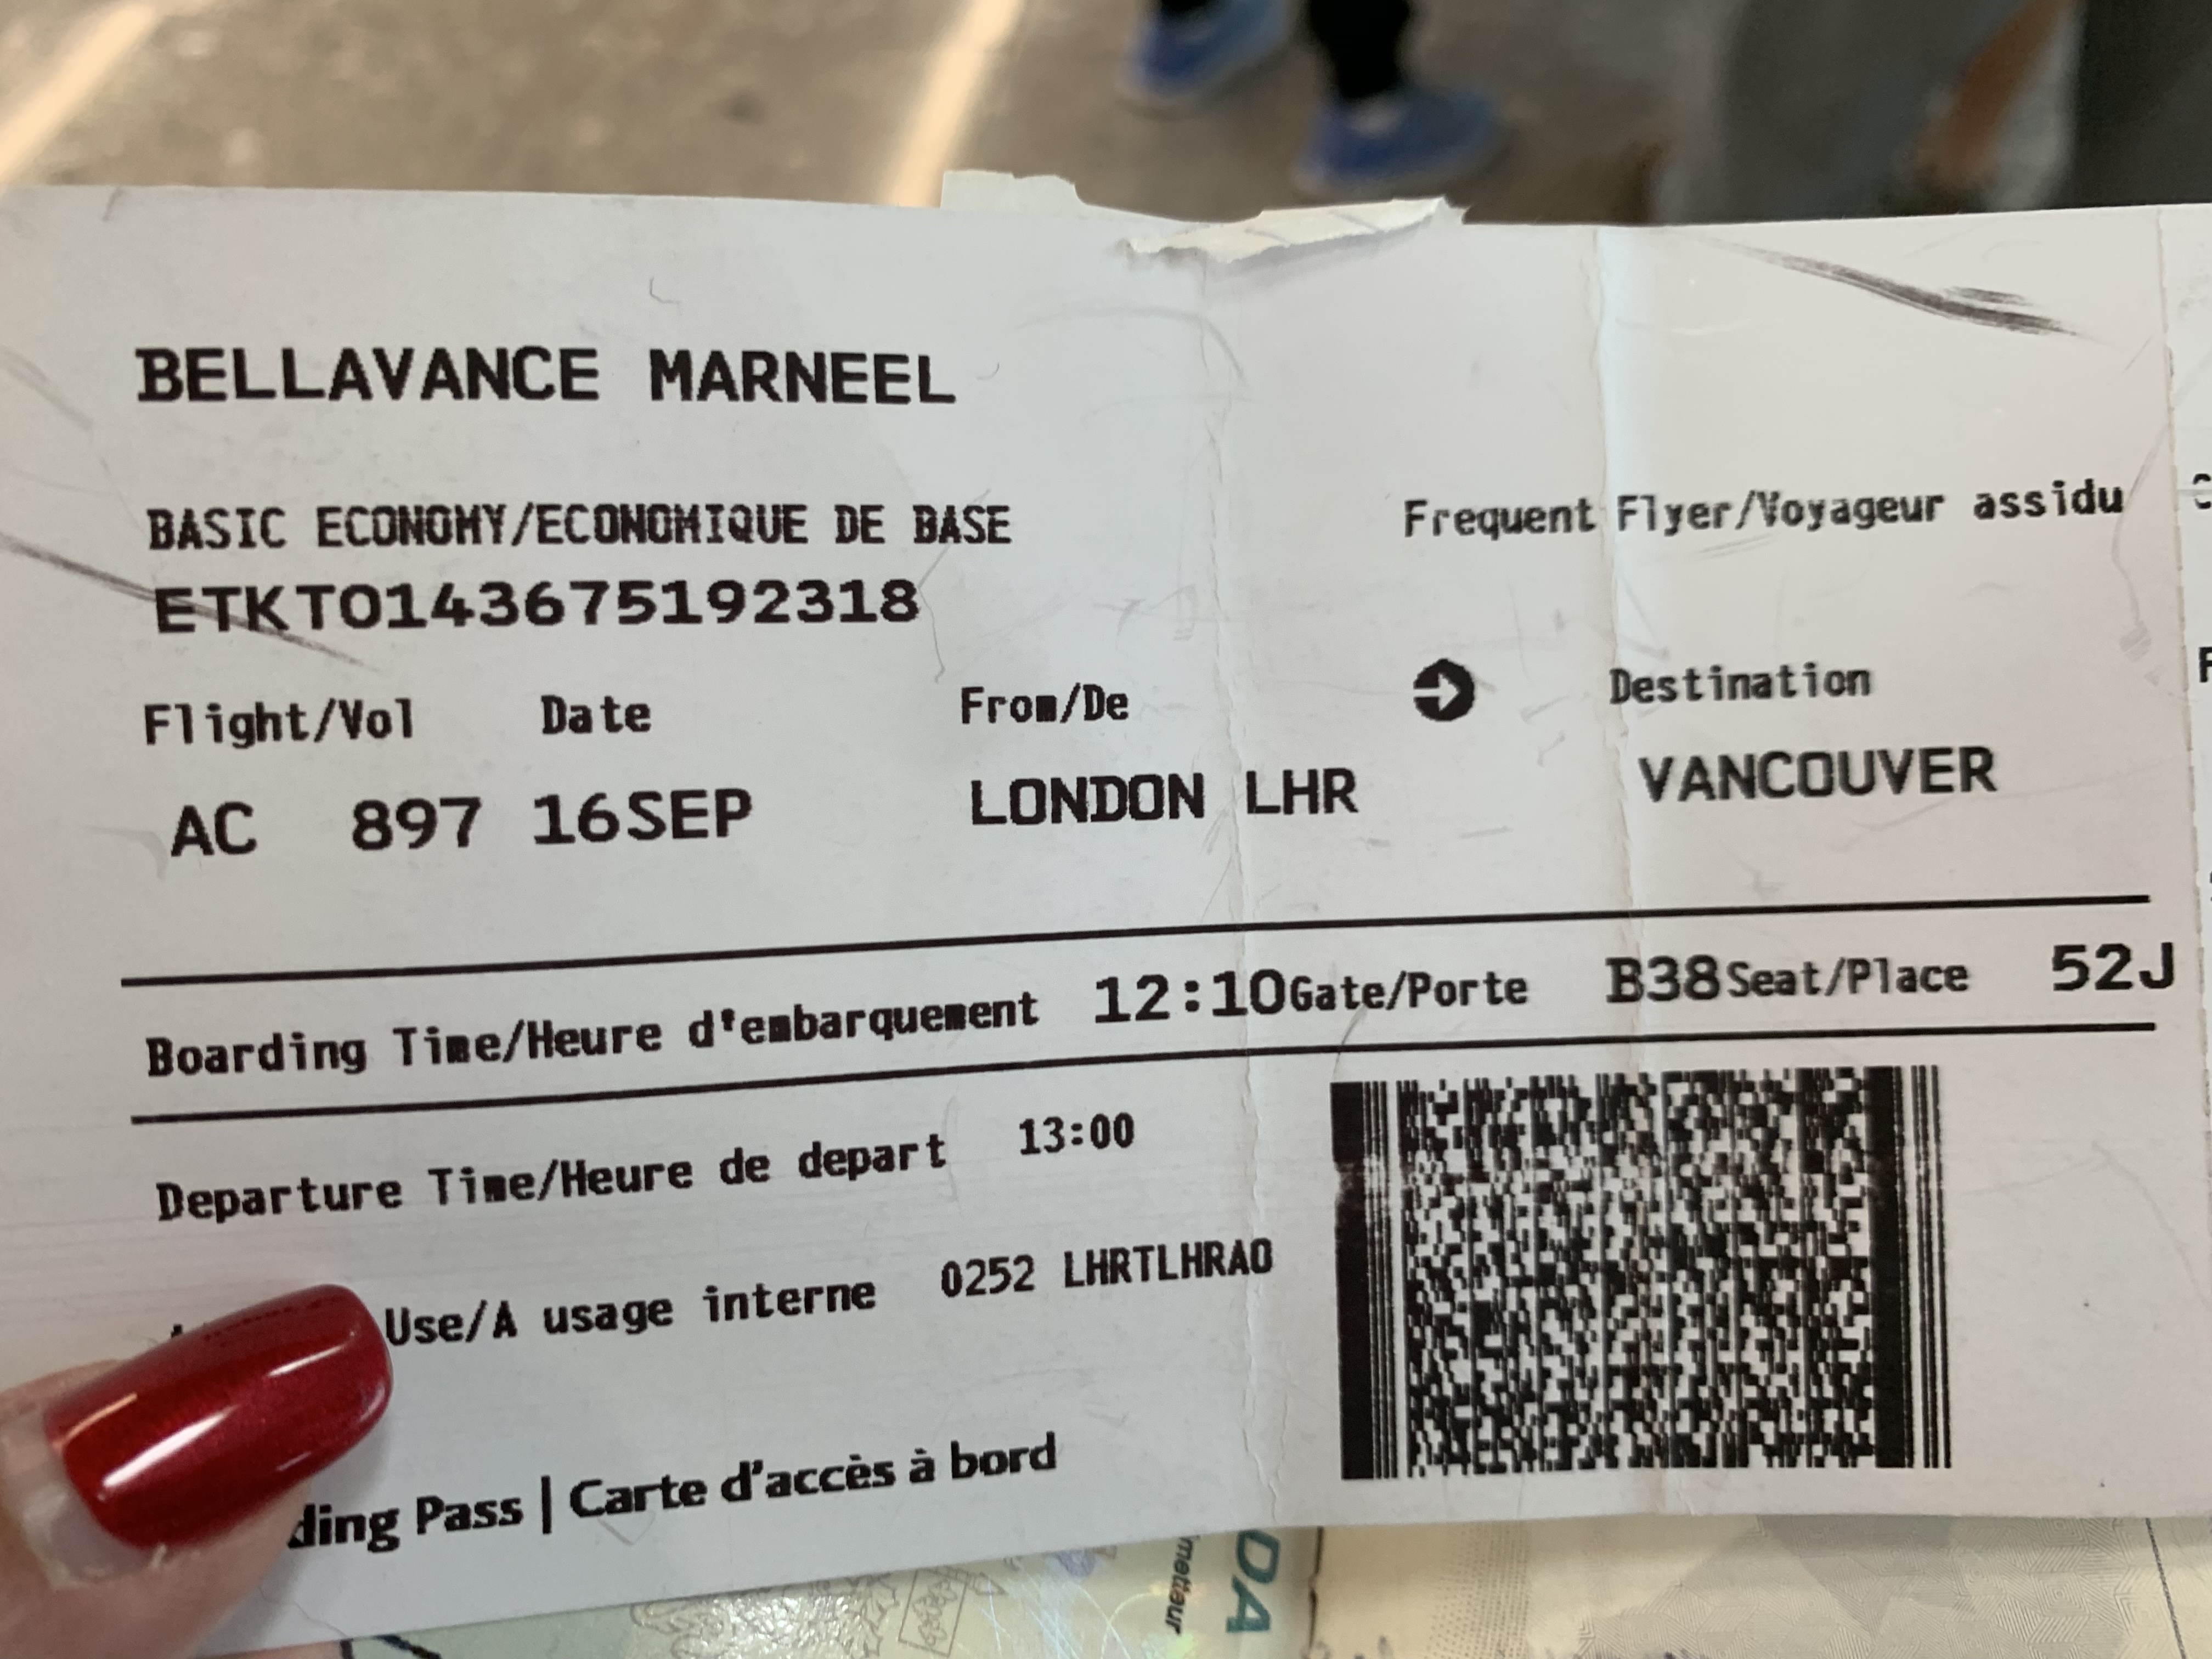 BELLAVANCE MARNEEL
BASIC ECONOMY/ECONOMIQUE DE BASE
Frequent Flyer/Voyageur assidu
ETKT0143675192318
Flight/Vol Date From/De Destination
AC 897 16SEP LONDON LHR VANCOUVER
Boarding Time/Heure d'embarquement 12:10 Gate/Porte B38 Seat/Place 52J
Departure Time/Heure de depart 13:00
Use/A usage interne 0252 LHRTLHRAO
ding Pass | Carte d'accès à bord
DA